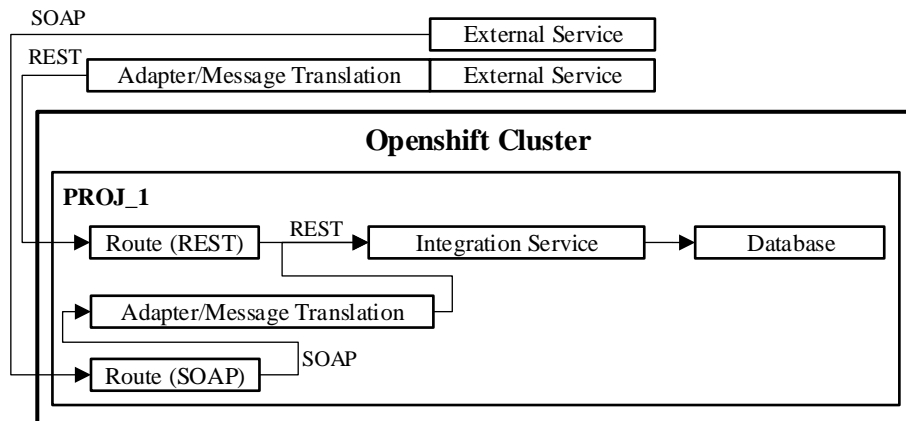 SOAP
External Service
REST
Adapter/Message Translation
External Service
Openshift Cluster
PROJ_1
Route (REST)
REST
Integration Service
Database
Adapter/Message Translation
Route (SOAP)
SOAP